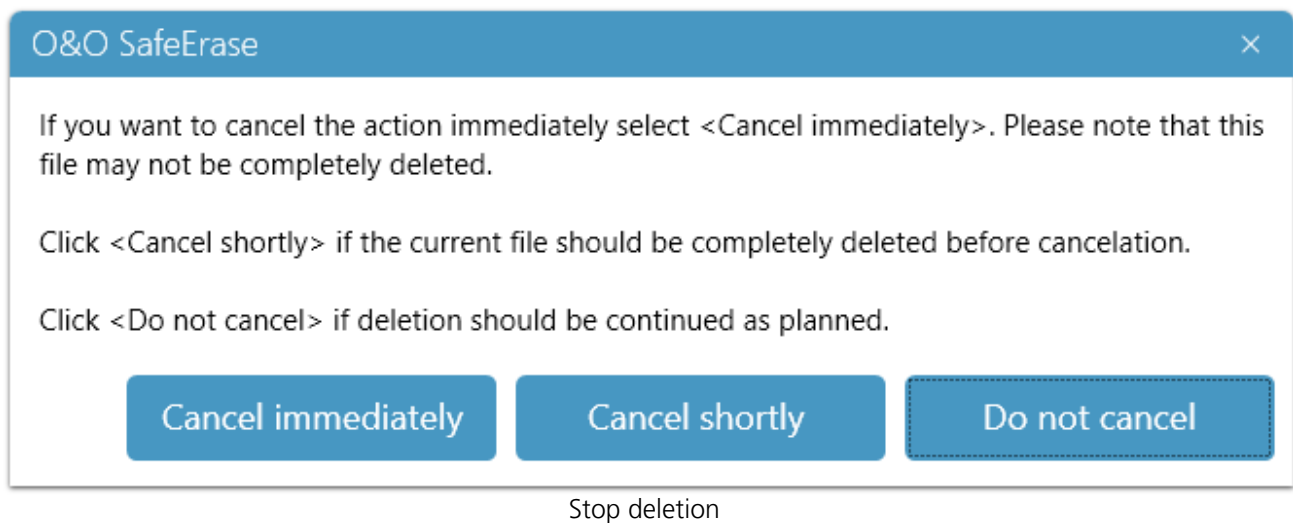 O&O SafeErase
If you want to cancel the action immediately select <Cancel immediately>. Please note that this
file may not be completely deleted.
Click <Cancel shortly> if the current file should be completely deleted before cancelation.
Click <Do not cancel> if deletion should be continued as planned.
Cancel immediately
Cancel shortly
Do not cancel
Stop deletion